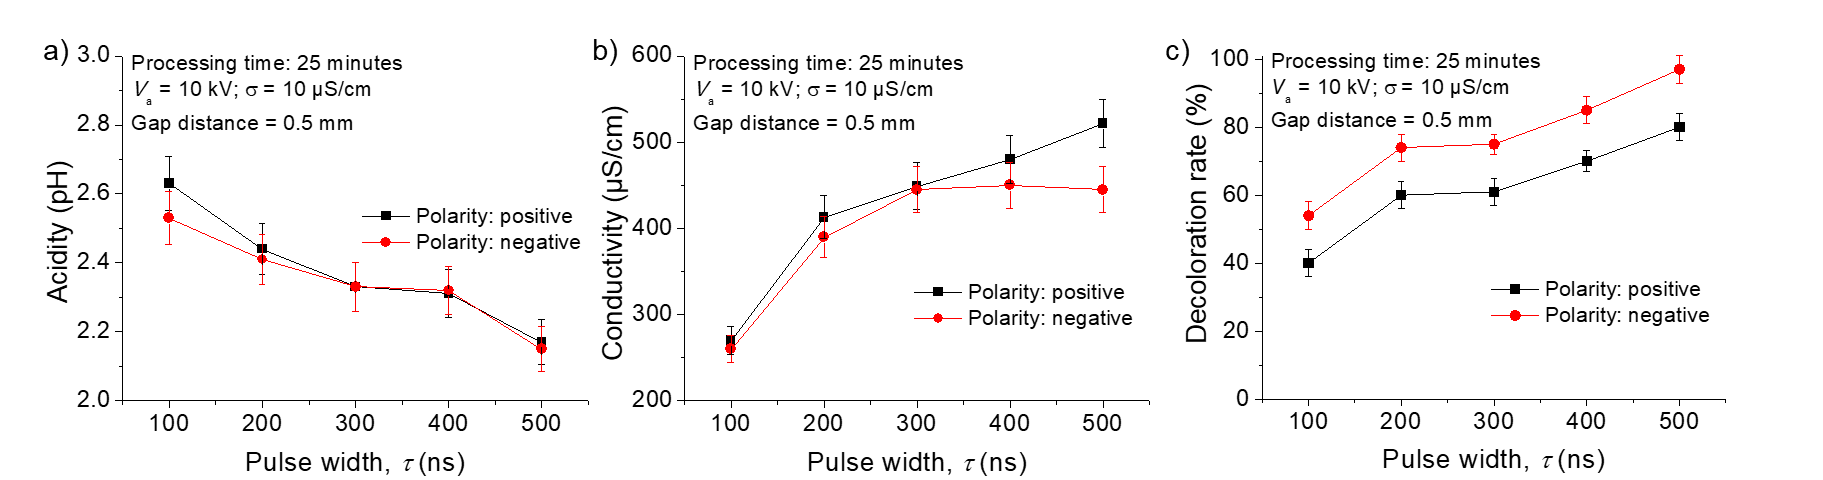 a)
3.0
2.8
2.6
2.4
2.2
2.0
Acidity (pH)
Processing time: 25 minutes
Va = 10 kV; σ = 10 µS/cm
Gap distance = 0.5 mm
Polarity: positive
Polarity: negative
100 200 300 400 500
Pulse width, τ (ns)
b)
600
500
400
300
200
Conductivity (µS/cm)
Processing time: 25 minutes
Va = 10 kV; σ = 10 µS/cm
Gap distance = 0.5 mm
Polarity: positive
Polarity: negative
100 200 300 400 500
Pulse width, τ (ns)
c)
100
80
60
40
20
0
Decoloration rate (%)
Processing time: 25 minutes
Va = 10 kV; σ = 10 µS/cm
Gap distance = 0.5 mm
Polarity: positive
Polarity: negative
100 200 300 400 500
Pulse width, τ (ns)